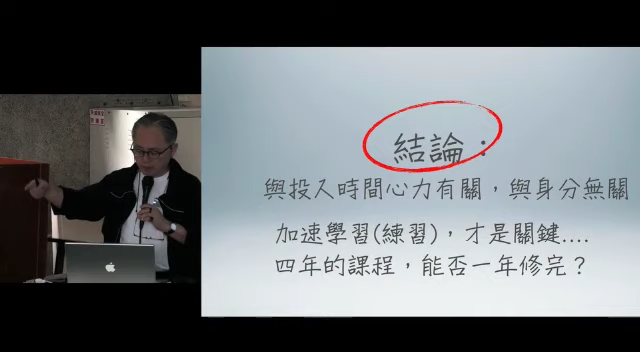 結論：
與投入時間心力有關，與身分無關
加速學習(練習)，才是關鍵....
四年的課程，能否一年修完？